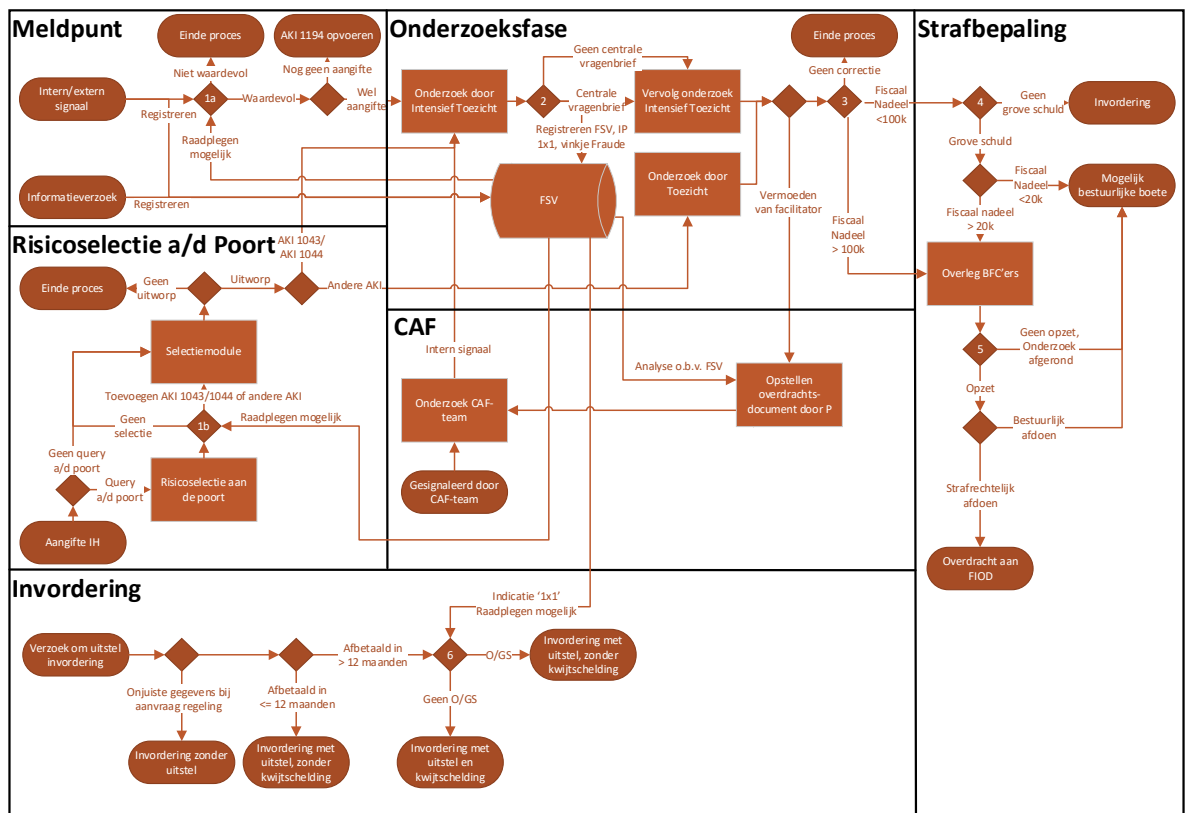 Meldpunt
Einde proces
AKI 1194 opvoeren
Niet waardevol
Nog geen aangifte
Intern/extern
signaal
1a
Waardevol
Wel
aangifte
Registreren
Raadplegen
mogelijk
Informatieverzoek
Registreren
Onderzoeksfase
Geen centrale
vragenbrief
Einde proces
Geen correctie
Onderzoek door
Intensief Toezicht
2
Centrale
vragenbrief
Vervolg onderzoek
Intensief Toezicht
3
Fiscaal
Nadeel
<100k
Registreren FSV, IP
1x1, vinkje Fraude
FSV
Onderzoek door
Toezicht
Vermoeden
van facilitator
Fiscaal
Nadeel
> 100k
Strafbepaling
4
Geen
grove schuld
Invordering
Grove schuld
Fiscaal
Nadeel
<20k
Mogelijk
bestuurlijke boete
Fiscaal nadeel
> 20k
Overleg BFC’ers
5
Geen opzet,
Onderzoek
afgerond
Opzet
Bestuurlijk
afdoen
Strafrechtelijk
afdoen
Overdracht aan
FIOD
Risicoselectie a/d Poort
AKI 1043/
AKI 1044
Einde proces
Geen
uitworp
Uitworp
Andere AKI
Selectiemodule
Toevoegen AKI 1043/1044 of andere AKI
Geen
selectie
1b
Raadplegen mogelijk
Geen query
a/d poort
Query
a/d poort
Risicoselectie aan
de poort
Aangifte IH
CAF
Intern signaal
Analyse o.b.v. FSV
Onderzoek CAF-
team
Opstellen
overdrachts-
document door P
Gesignaleerd door
CAF-team
Invordering
Indicatie ‘1x1’
Raadplegen mogelijk
Verzoek om uitstel
invordering
Afbetaald in
> 12 maanden
6
O/GS
Invordering met
uitstel, zonder
kwijtschelding
Onjuiste gegevens bij
aanvraag regeling
Afbetaald in
<= 12 maanden
Geen O/GS
Invordering zonder
uitstel
Invordering met
uitstel, zonder
kwijtschelding
Invordering met
uitstel en
kwijtschelding